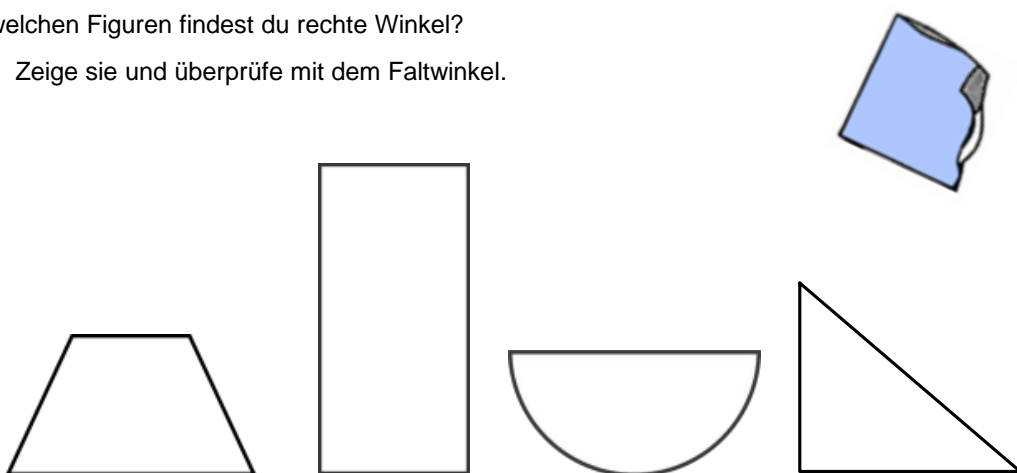 welchen Figuren findest du rechte Winkel?
Zeige sie und überprüfe mit dem Faltwinkel.